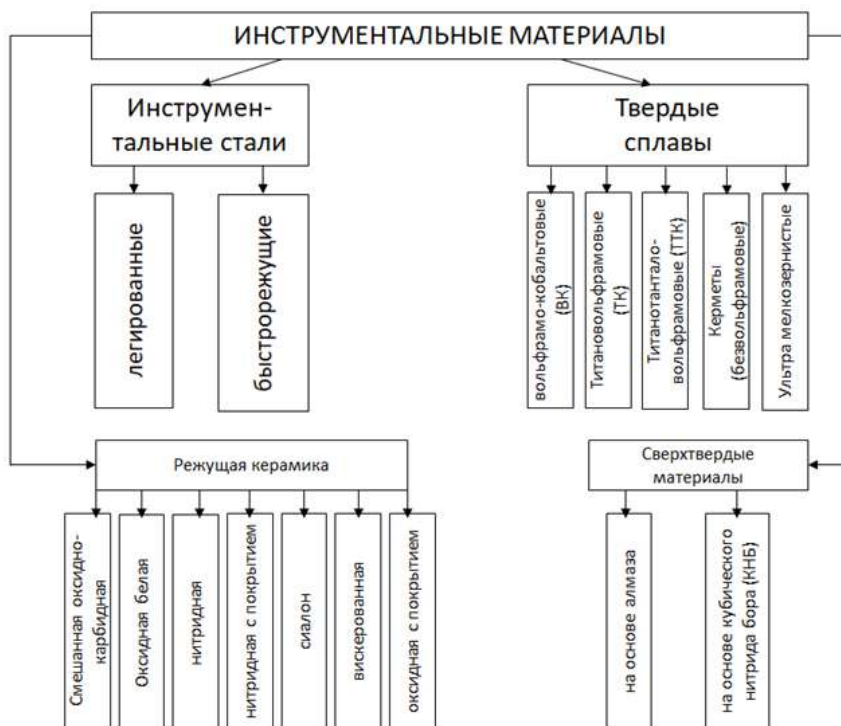 ИНСТРУМЕНТАЛЬНЫЕ МАТЕРИАЛЫ
Инструмен-
тальные стали
Твердые
сплавы
легированные
быстрорежущие
вольфрамо-кобальтовые
(ВК)
Титановольфрамовые
(ТК)
Титанотантало-
вольфрамовые (ТТК)
Керметы
(безвольфрамовые)
Ультра мелкозернистые
Режущая керамика
Сверхтвердые
материалы
Смешанная оксидно-
карбидная
Оксидная белая
нитридная
нитридная с покрытием
сиалон
вискерованная
оксидная с покрытием
на основе алмаза
на основе кубического
нитрида бора (КНБ)